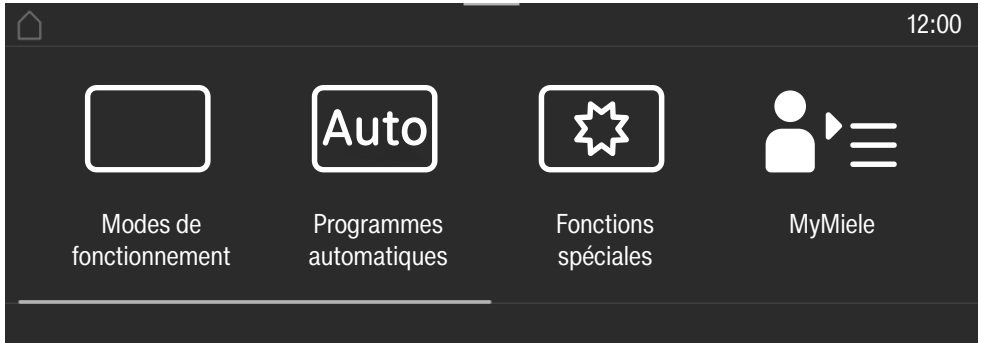 12:00
Auto
Modes de
fonctionnement
Programmes
automatiques
Fonctions
spéciales
MyMiele